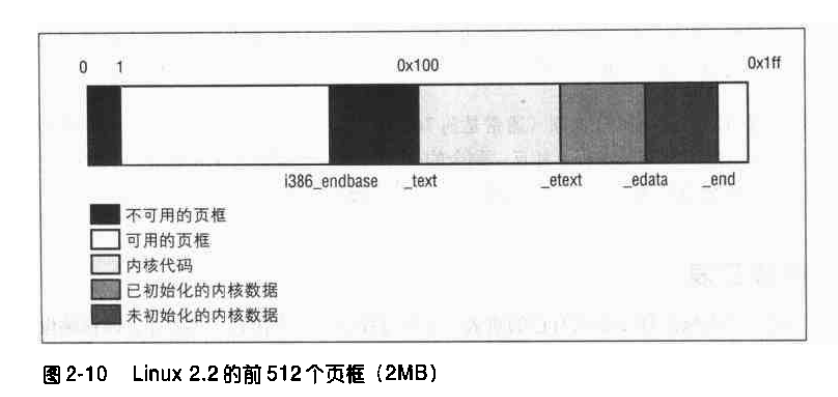 0 1 0x100 0x1ff
i386_endbase _text _etext _edata _end
不可用的页框
可用的页框
内核代码
已初始化的内核数据
未初始化的内核数据
图 2-10 Linux 2.2 的前 512 个页框（2MB）